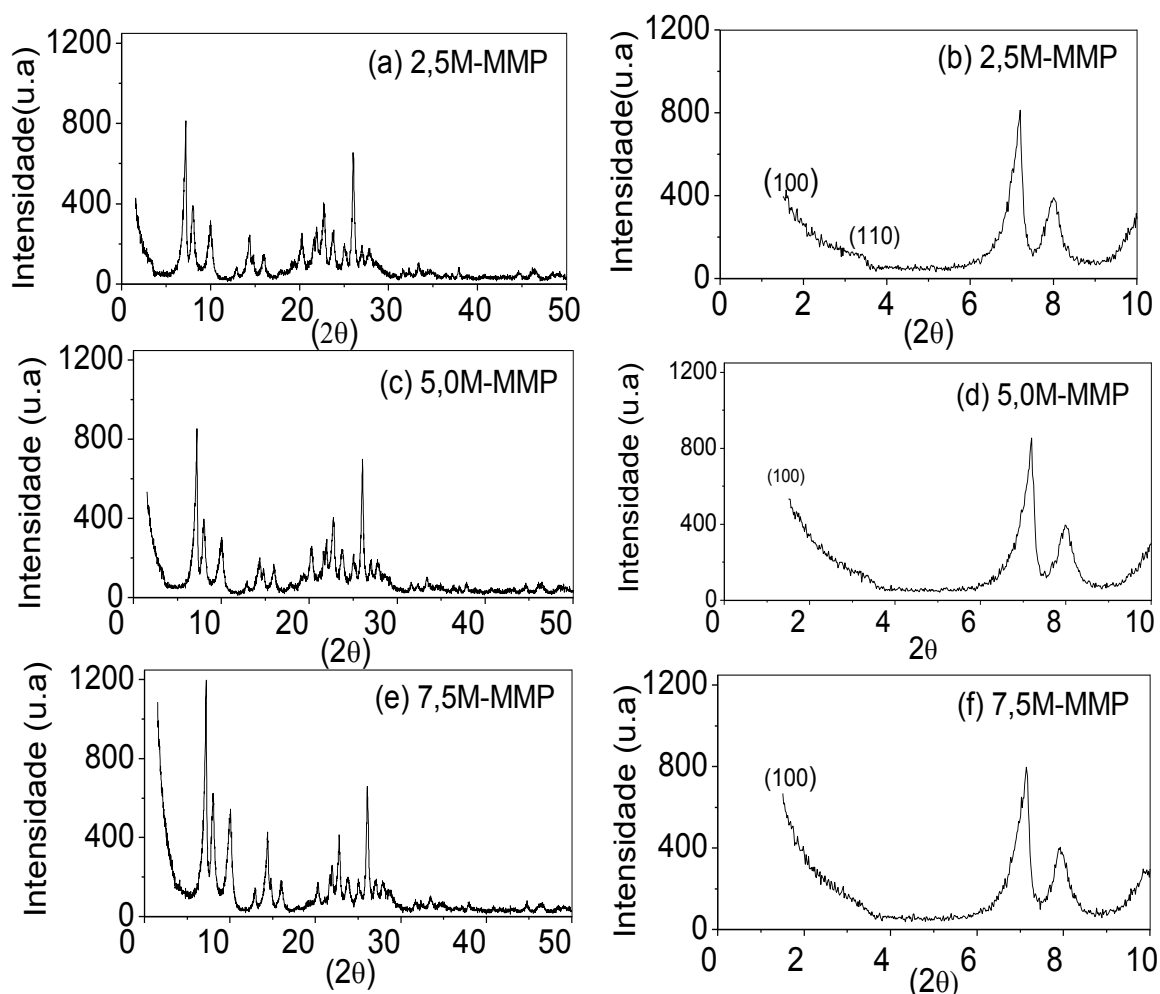 (a) 2,5M-MMP
Intensidade(u.a)
1200
800
400
0
0 10 20 30 40 50
(2θ)
(b) 2,5M-MMP
Intensidade(u.a)
1200
800
400
0
(100)
(110)
0 2 4 6 8 10
(2θ)
(c) 5,0M-MMP
Intensidade (u.a)
1200
800
400
0
0 10 20 30 40 50
(2θ)
(d) 5,0M-MMP
Intensidade (u.a)
1200
800
400
0
(100)
0 2 4 6 8 10
2θ
(e) 7,5M-MMP
Intensidade (u.a)
1200
800
400
0
0 10 20 30 40 50
(2θ)
(f) 7,5M-MMP
Intensidade (u.a)
1200
800
400
0
(100)
0 2 4 6 8 10
(2θ)